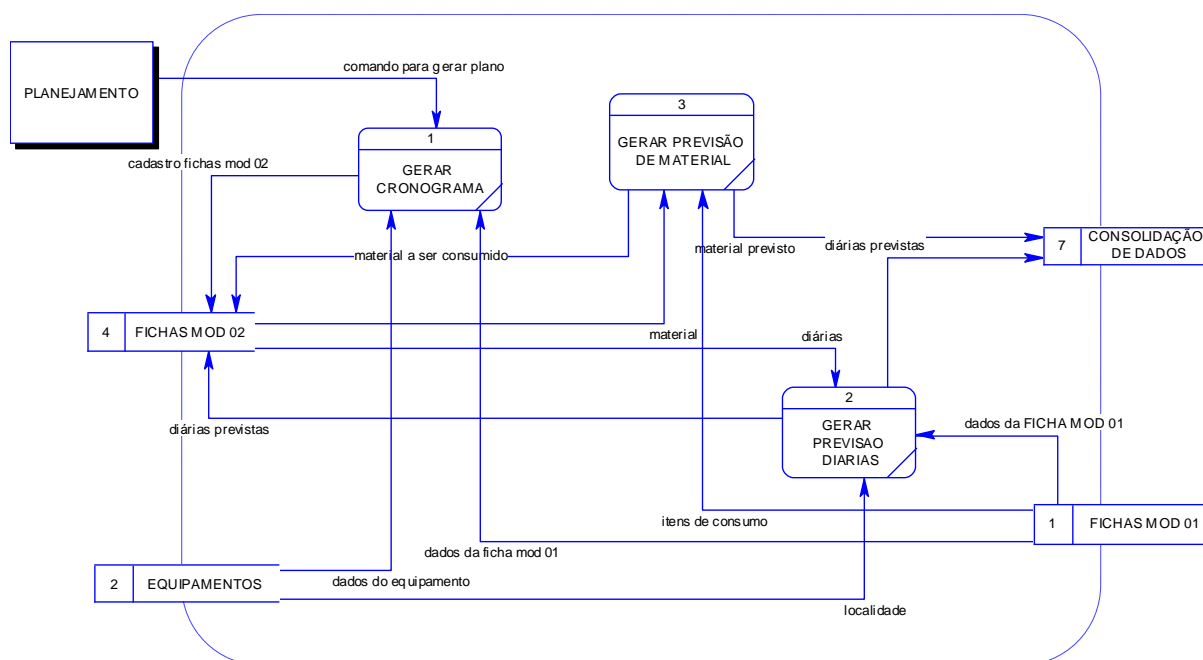 comando para gerar plano
PLANEJAMENTO
3
1
GERAR PREVISÃO
DE MATERIAL
cadastro fichas mod 02
GERAR
CRONOGRAMA
material a ser consumido
material previsto
diárias previstas
7
CONSOLIDAÇÃO
DE DADOS
4
FICHAS MOD 02
material
diárias
2
GERAR
PREVISAO
DIARIAS
diárias previstas
dados da FICHA MOD 01
itens de consumo
1
FICHAS MOD 01
dados da ficha mod 01
2
EQUIPAMENTOS
dados do equipamento
localidade